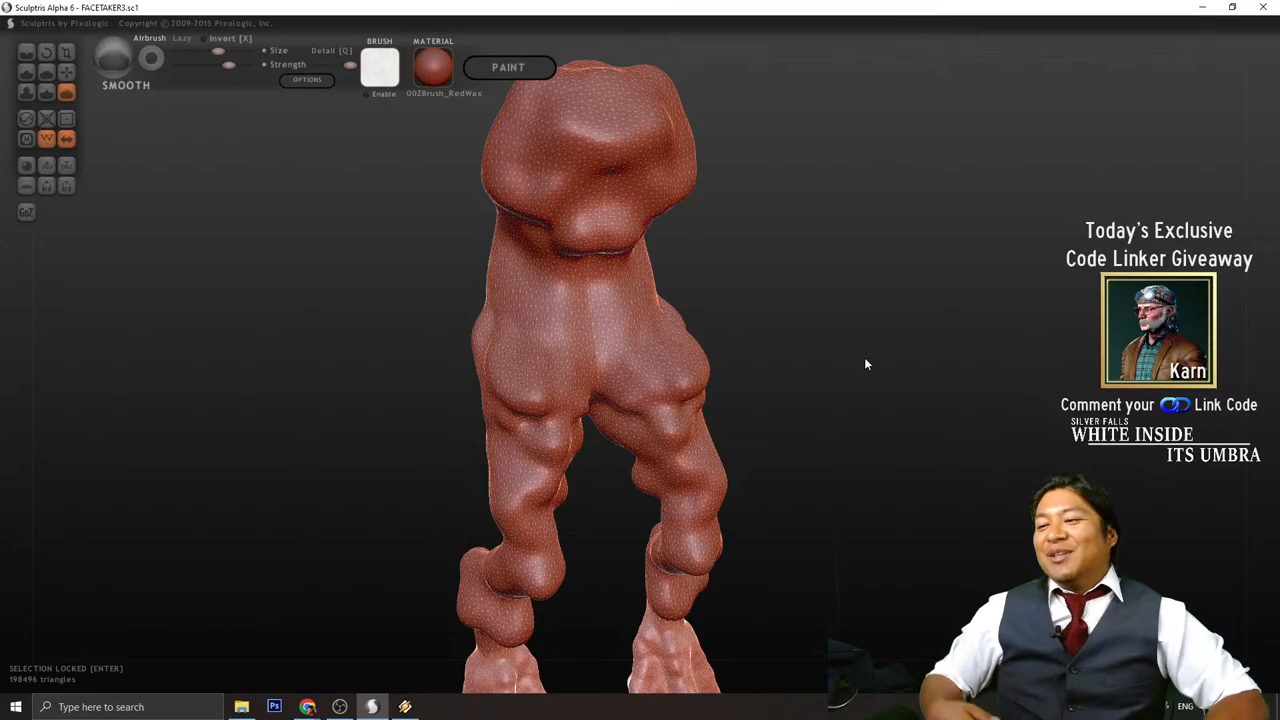 Sculptris Alpha 6 - FACETAKER3.sc1
Sculptris by Pixologic Copyright © 2009-2015 Pixologic, Inc.
Airbrush Lazy Invert [X]
Size Detail [Q]
Strength
OPTIONS
SMOOTH
BRUSH
Enable
MATERIAL
00ZBrush_RedWax
PAINT
GoZ
Today's Exclusive
Code Linker Giveaway
Karn
Comment your Link Code
SILVER FALLS
WHITE INSIDE
ITS UMBRA
SELECTION LOCKED [ENTER]
198496 triangles
Type here to search
Ps
ENG